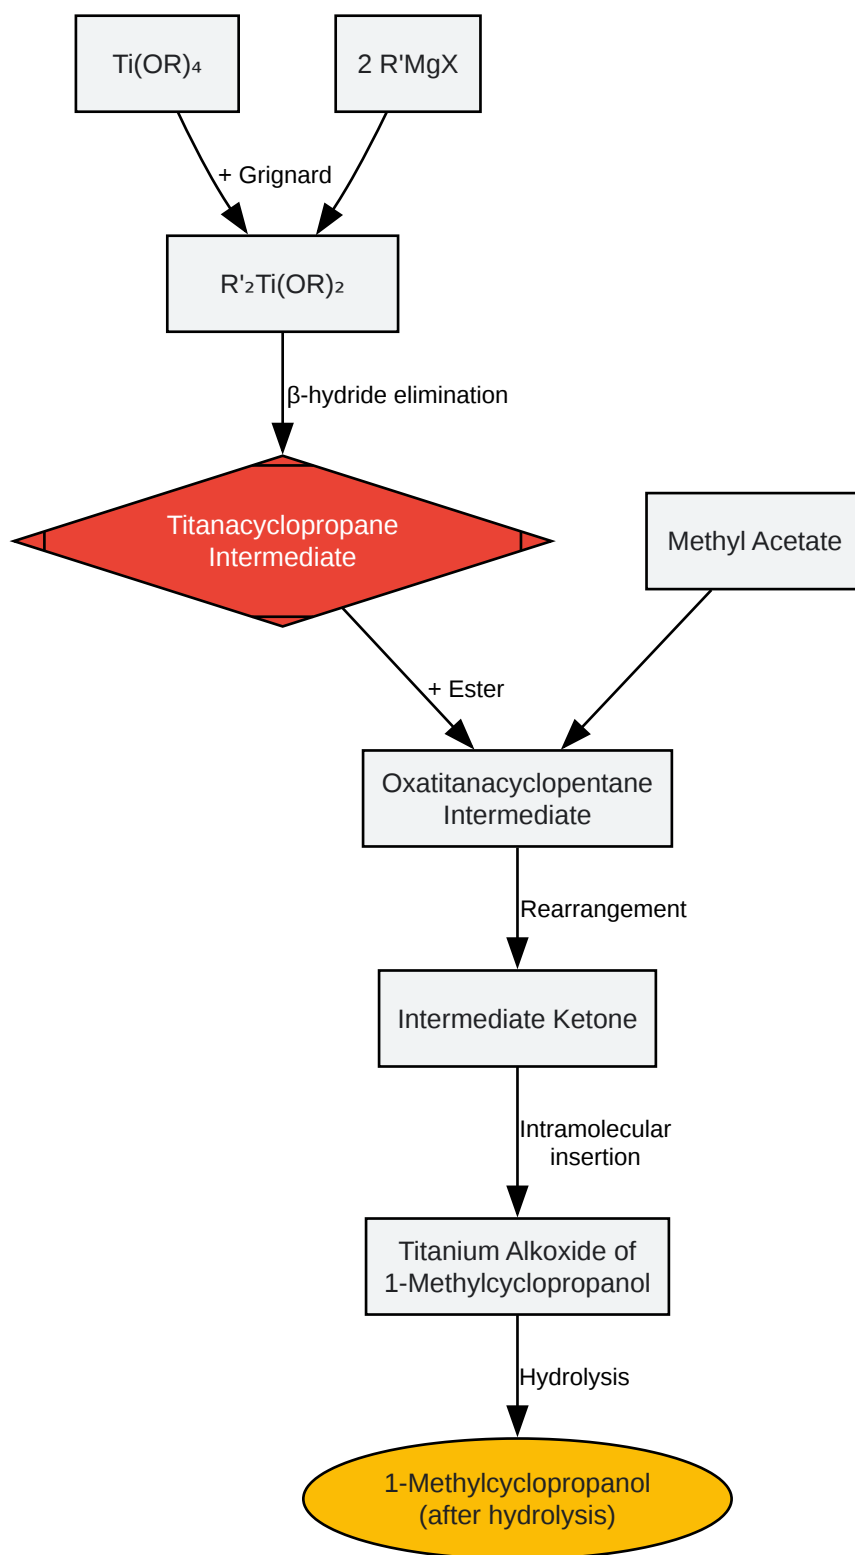 Ti(OR)₄
2 R'MgX
+ Grignard
R'₂Ti(OR)₂
β-hydride elimination
Titanacyclopropane
Intermediate
Methyl Acetate
+ Ester
Oxatitanacyclopentane
Intermediate
Rearrangement
Intermediate Ketone
Intramolecular
insertion
Titanium Alkoxide of
1-Methylcyclopropanol
Hydrolysis
1-Methylcyclopropanol
(after hydrolysis)